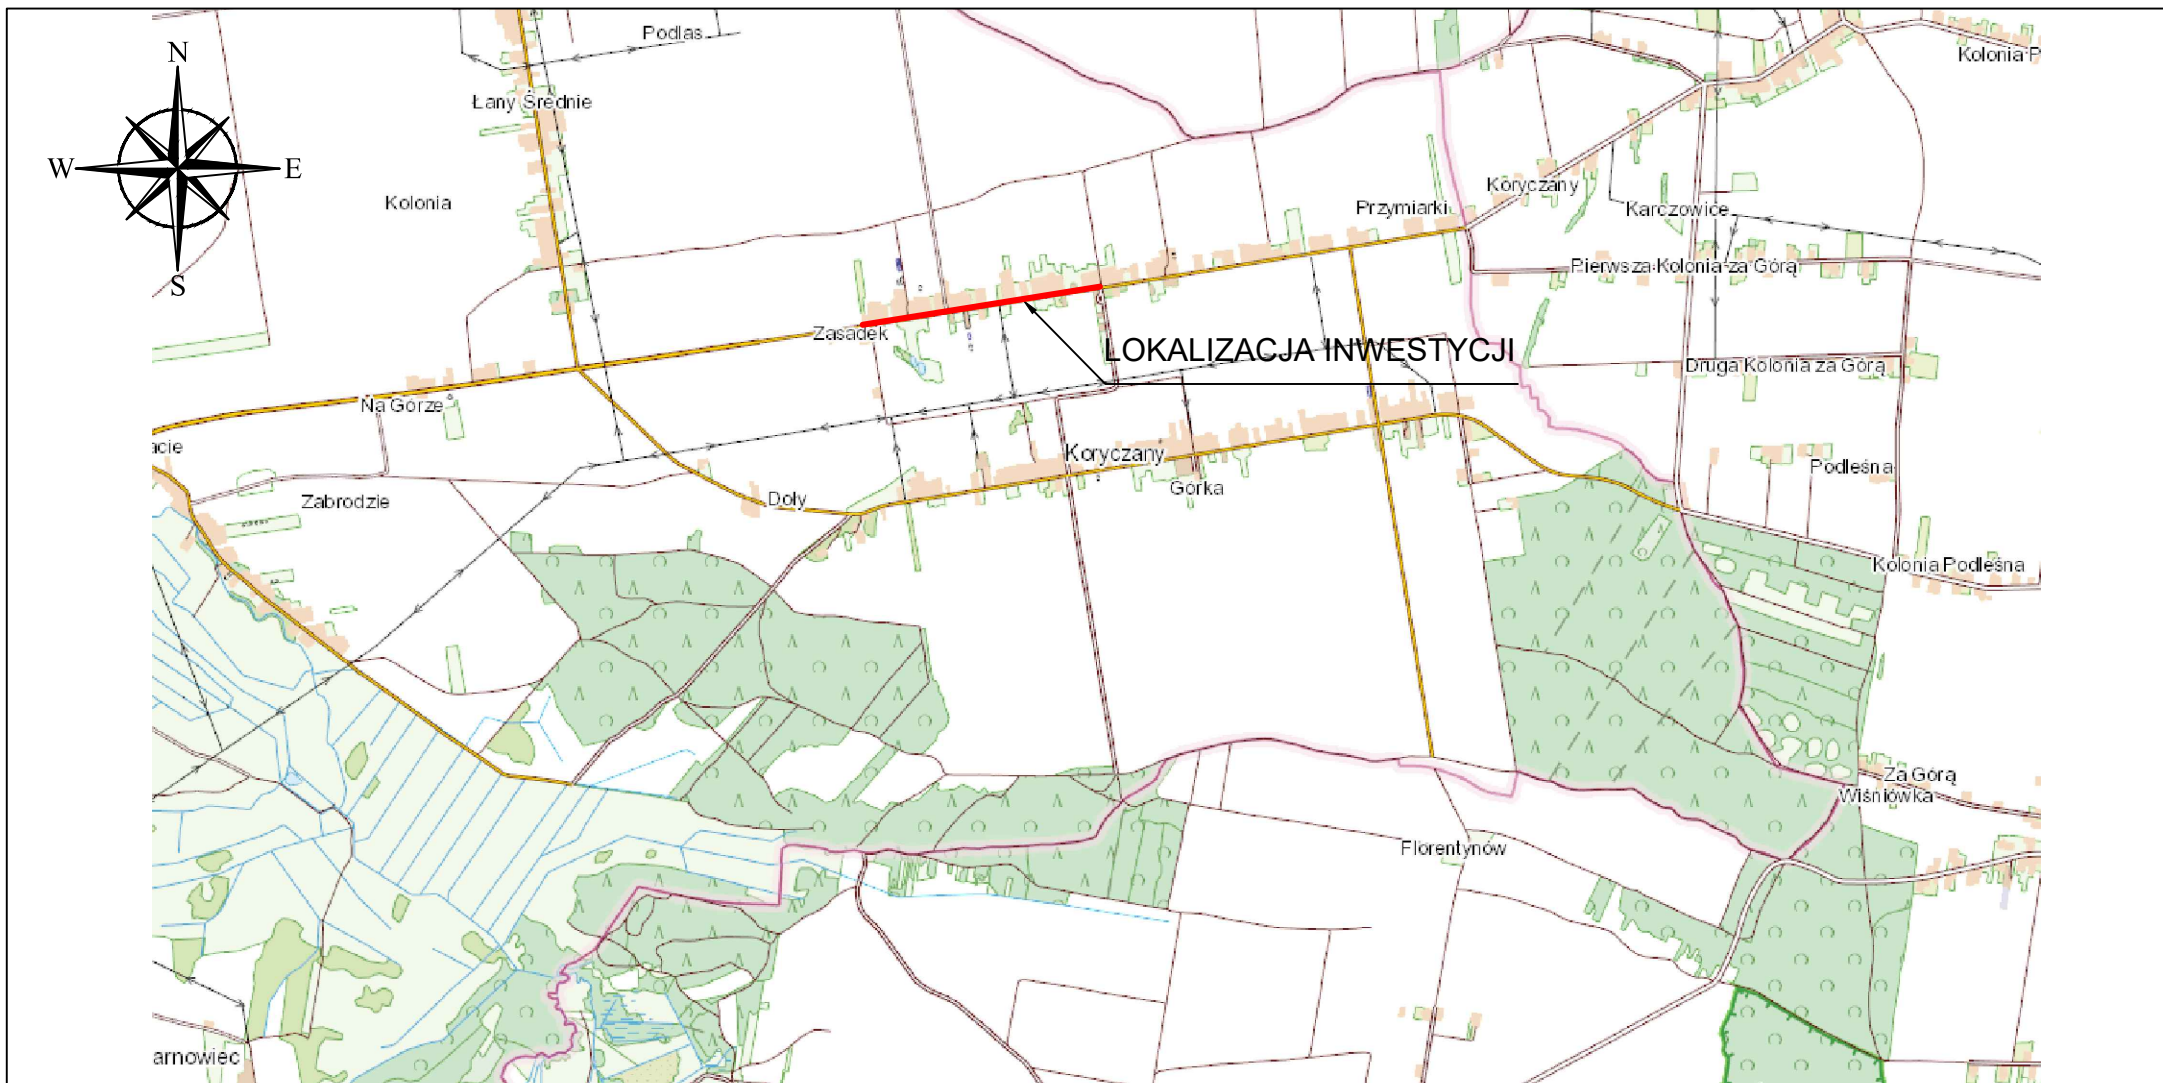 Podlas
N
Kolonia P
Łany Średnie
W
E
Kolonia
Koryczany
Przymiarki
Karczowice
S
Pierwsza Kolonia za Górą
Zasadek
LOKALIZACJA INWESTYCJI
Druga Kolonia za Górą
Na Górze
acie
Koryczany
Podleśna
Górka
Doły
Zabrodzie
Kolonia Podleśna
Za Górą
Wiśniówka
Florentynów
arnowiec